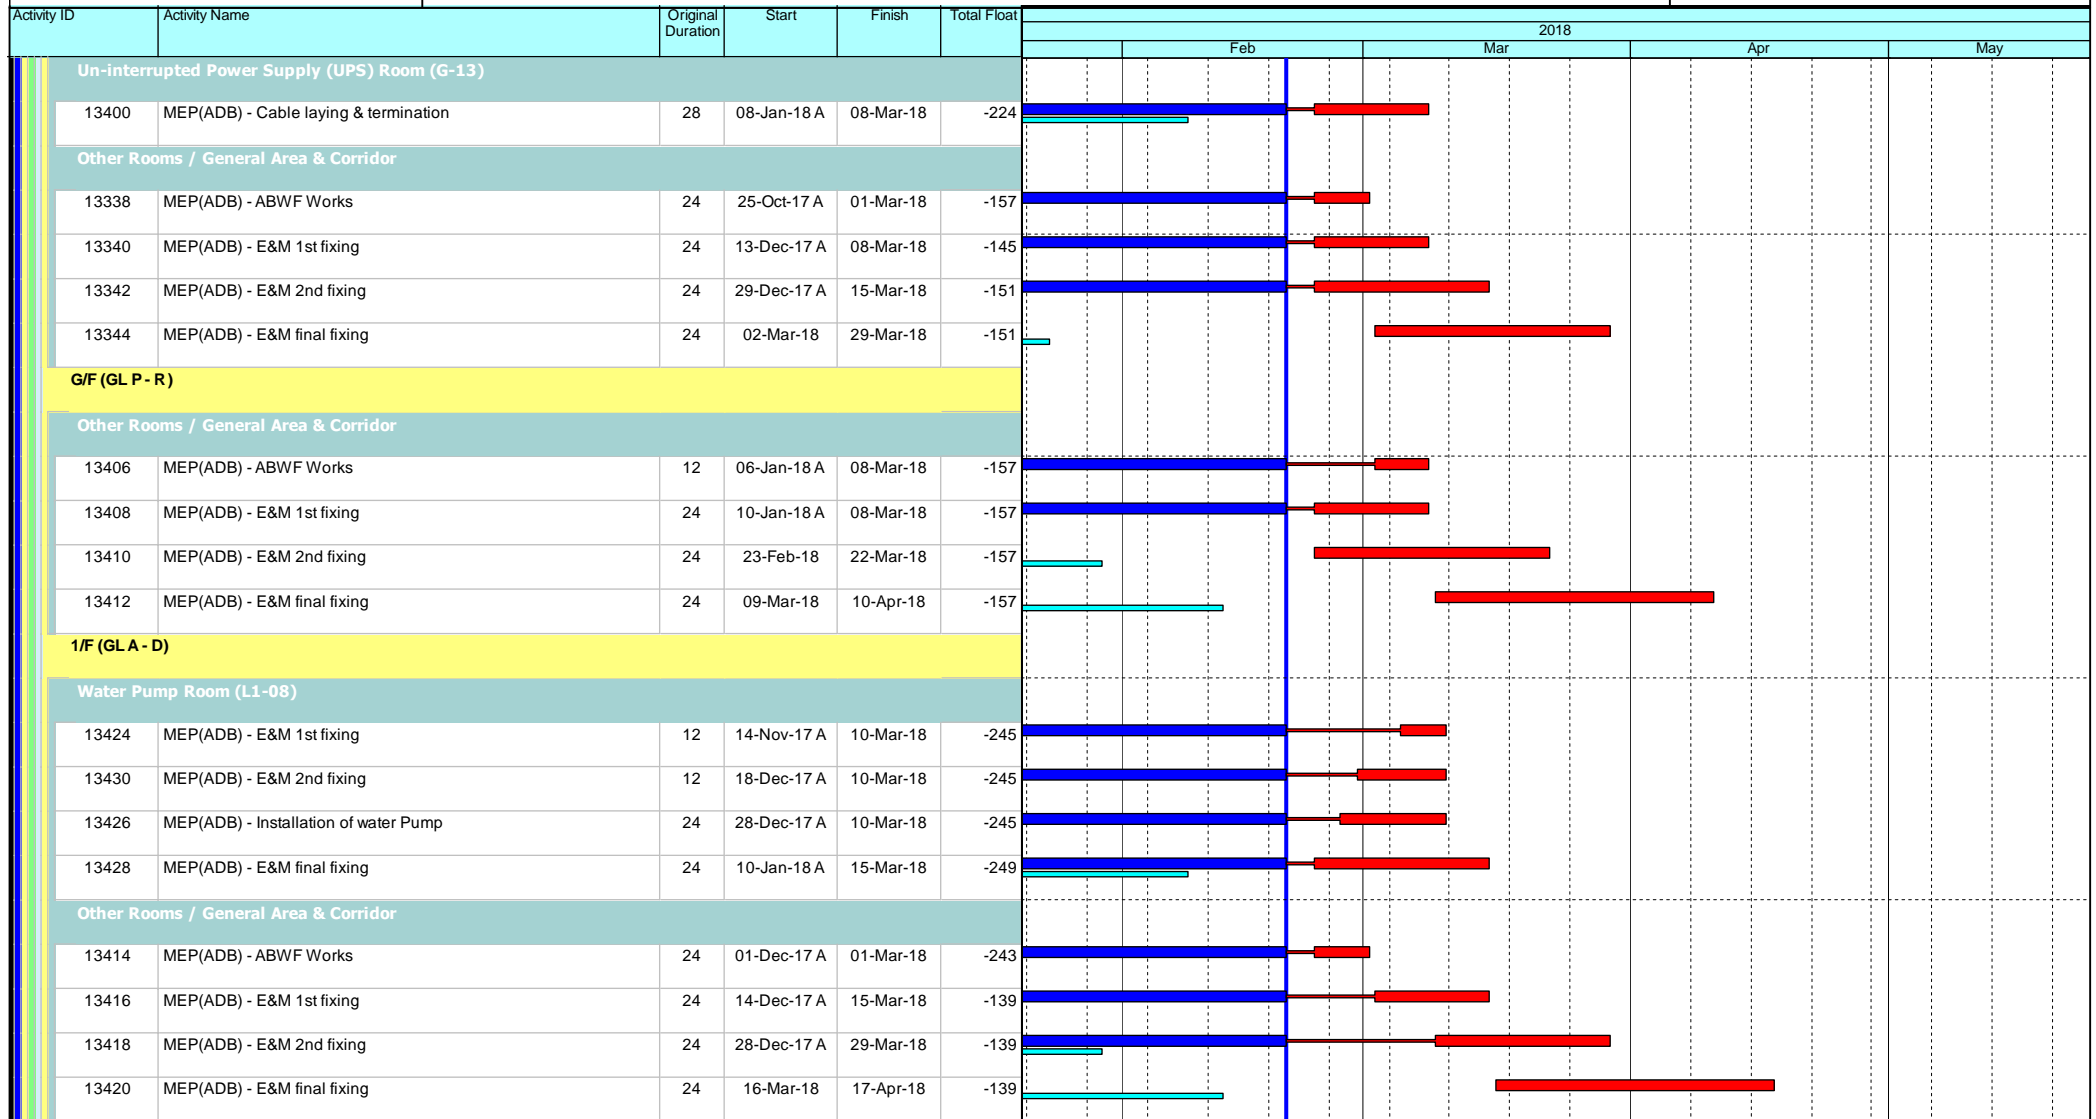 Activity ID Activity Name Original Duration Start Finish Total Float
2018
Feb Mar Apr May
Un-interrupted Power Supply (UPS) Room (G-13)
13400 MEP(ADB) - Cable laying & termination 28 08-Jan-18 A 08-Mar-18 -224
Other Rooms / General Area & Corridor
13338 MEP(ADB) - ABWF Works 24 25-Oct-17 A 01-Mar-18 -157
13340 MEP(ADB) - E&M 1st fixing 24 13-Dec-17 A 08-Mar-18 -145
13342 MEP(ADB) - E&M 2nd fixing 24 29-Dec-17 A 15-Mar-18 -151
13344 MEP(ADB) - E&M final fixing 24 02-Mar-18 29-Mar-18 -151
G/F (GL P - R)
Other Rooms / General Area & Corridor
13406 MEP(ADB) - ABWF Works 12 06-Jan-18 A 08-Mar-18 -157
13408 MEP(ADB) - E&M 1st fixing 24 10-Jan-18 A 08-Mar-18 -157
13410 MEP(ADB) - E&M 2nd fixing 24 23-Feb-18 22-Mar-18 -157
13412 MEP(ADB) - E&M final fixing 24 09-Mar-18 10-Apr-18 -157
1/F (GL A - D)
Water Pump Room (L1-08)
13424 MEP(ADB) - E&M 1st fixing 12 14-Nov-17 A 10-Mar-18 -245
13430 MEP(ADB) - E&M 2nd fixing 12 18-Dec-17 A 10-Mar-18 -245
13426 MEP(ADB) - Installation of water Pump 24 28-Dec-17 A 10-Mar-18 -245
13428 MEP(ADB) - E&M final fixing 24 10-Jan-18 A 15-Mar-18 -249
Other Rooms / General Area & Corridor
13414 MEP(ADB) - ABWF Works 24 01-Dec-17 A 01-Mar-18 -243
13416 MEP(ADB) - E&M 1st fixing 24 14-Dec-17 A 15-Mar-18 -139
13418 MEP(ADB) - E&M 2nd fixing 24 28-Dec-17 A 29-Mar-18 -139
13420 MEP(ADB) - E&M final fixing 24 16-Mar-18 17-Apr-18 -139